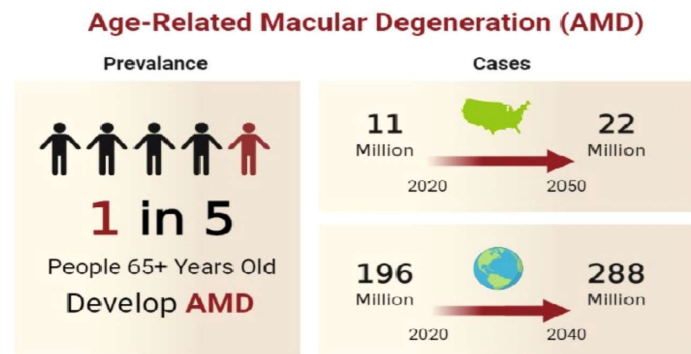 Age-Related Macular Degeneration (AMD)
Prevalance
1 in 5
People 65+ Years Old
Develop AMD
Cases
11
Million
22
Million
2020
2050
196
Million
288
Million
2020
2040